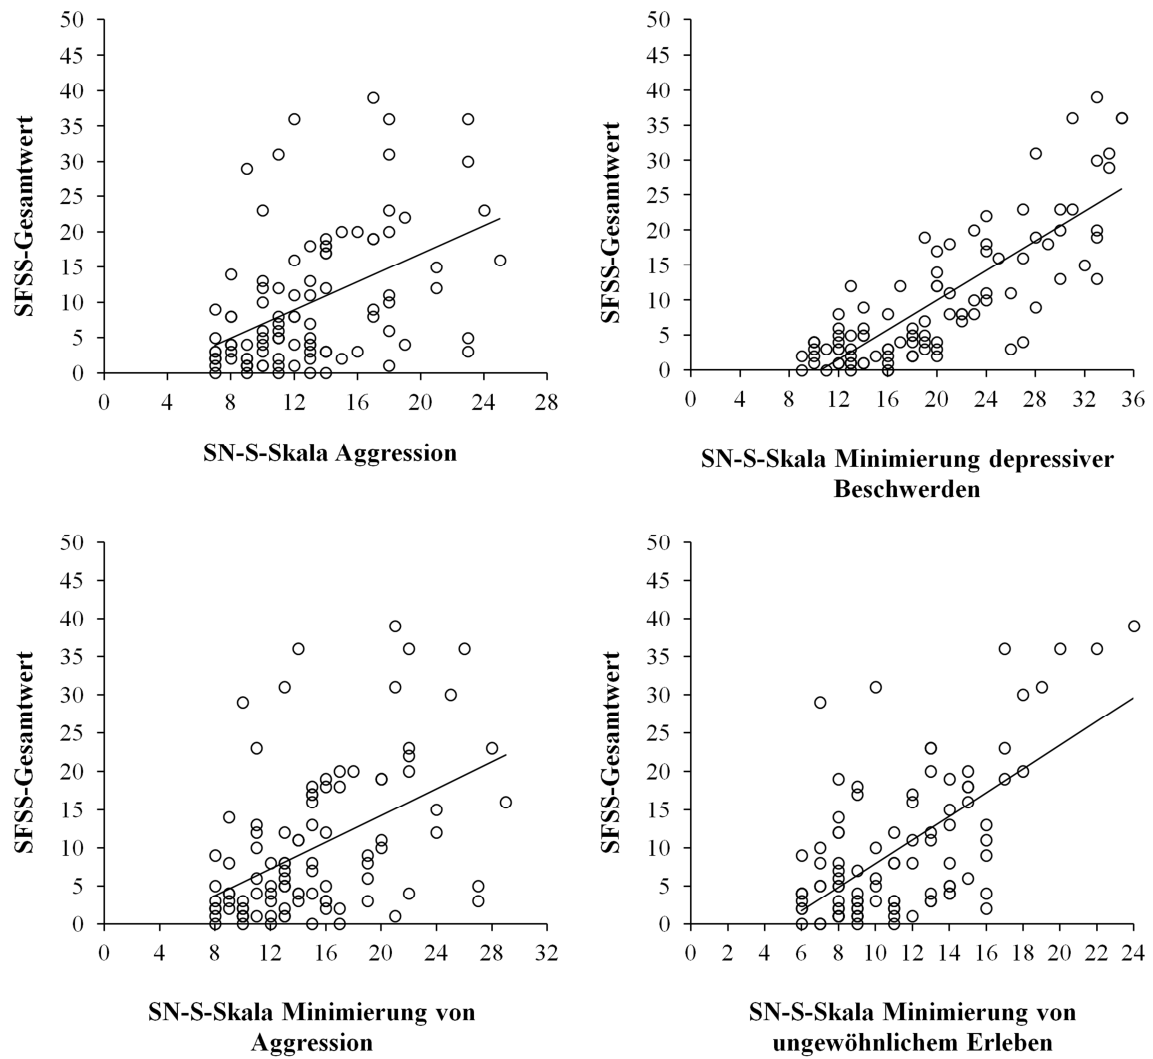 50
45
40
35
30
25
20
15
10
5
0
SFSS-Gesamtwert
0 4 8 12 16 20 24 28
SN-S-Skala Aggression
50
45
40
35
30
25
20
15
10
5
0
SFSS-Gesamtwert
0 4 8 12 16 20 24 28 32 36
SN-S-Skala Minimierung depressiver
Beschwerden
50
45
40
35
30
25
20
15
10
5
0
SFSS-Gesamtwert
0 4 8 12 16 20 24 28 32
SN-S-Skala Minimierung von
Aggression
50
45
40
35
30
25
20
15
10
5
0
SFSS-Gesamtwert
0 2 4 6 8 10 12 14 16 18 20 22 24
SN-S-Skala Minimierung von
ungewöhnlichem Erleben